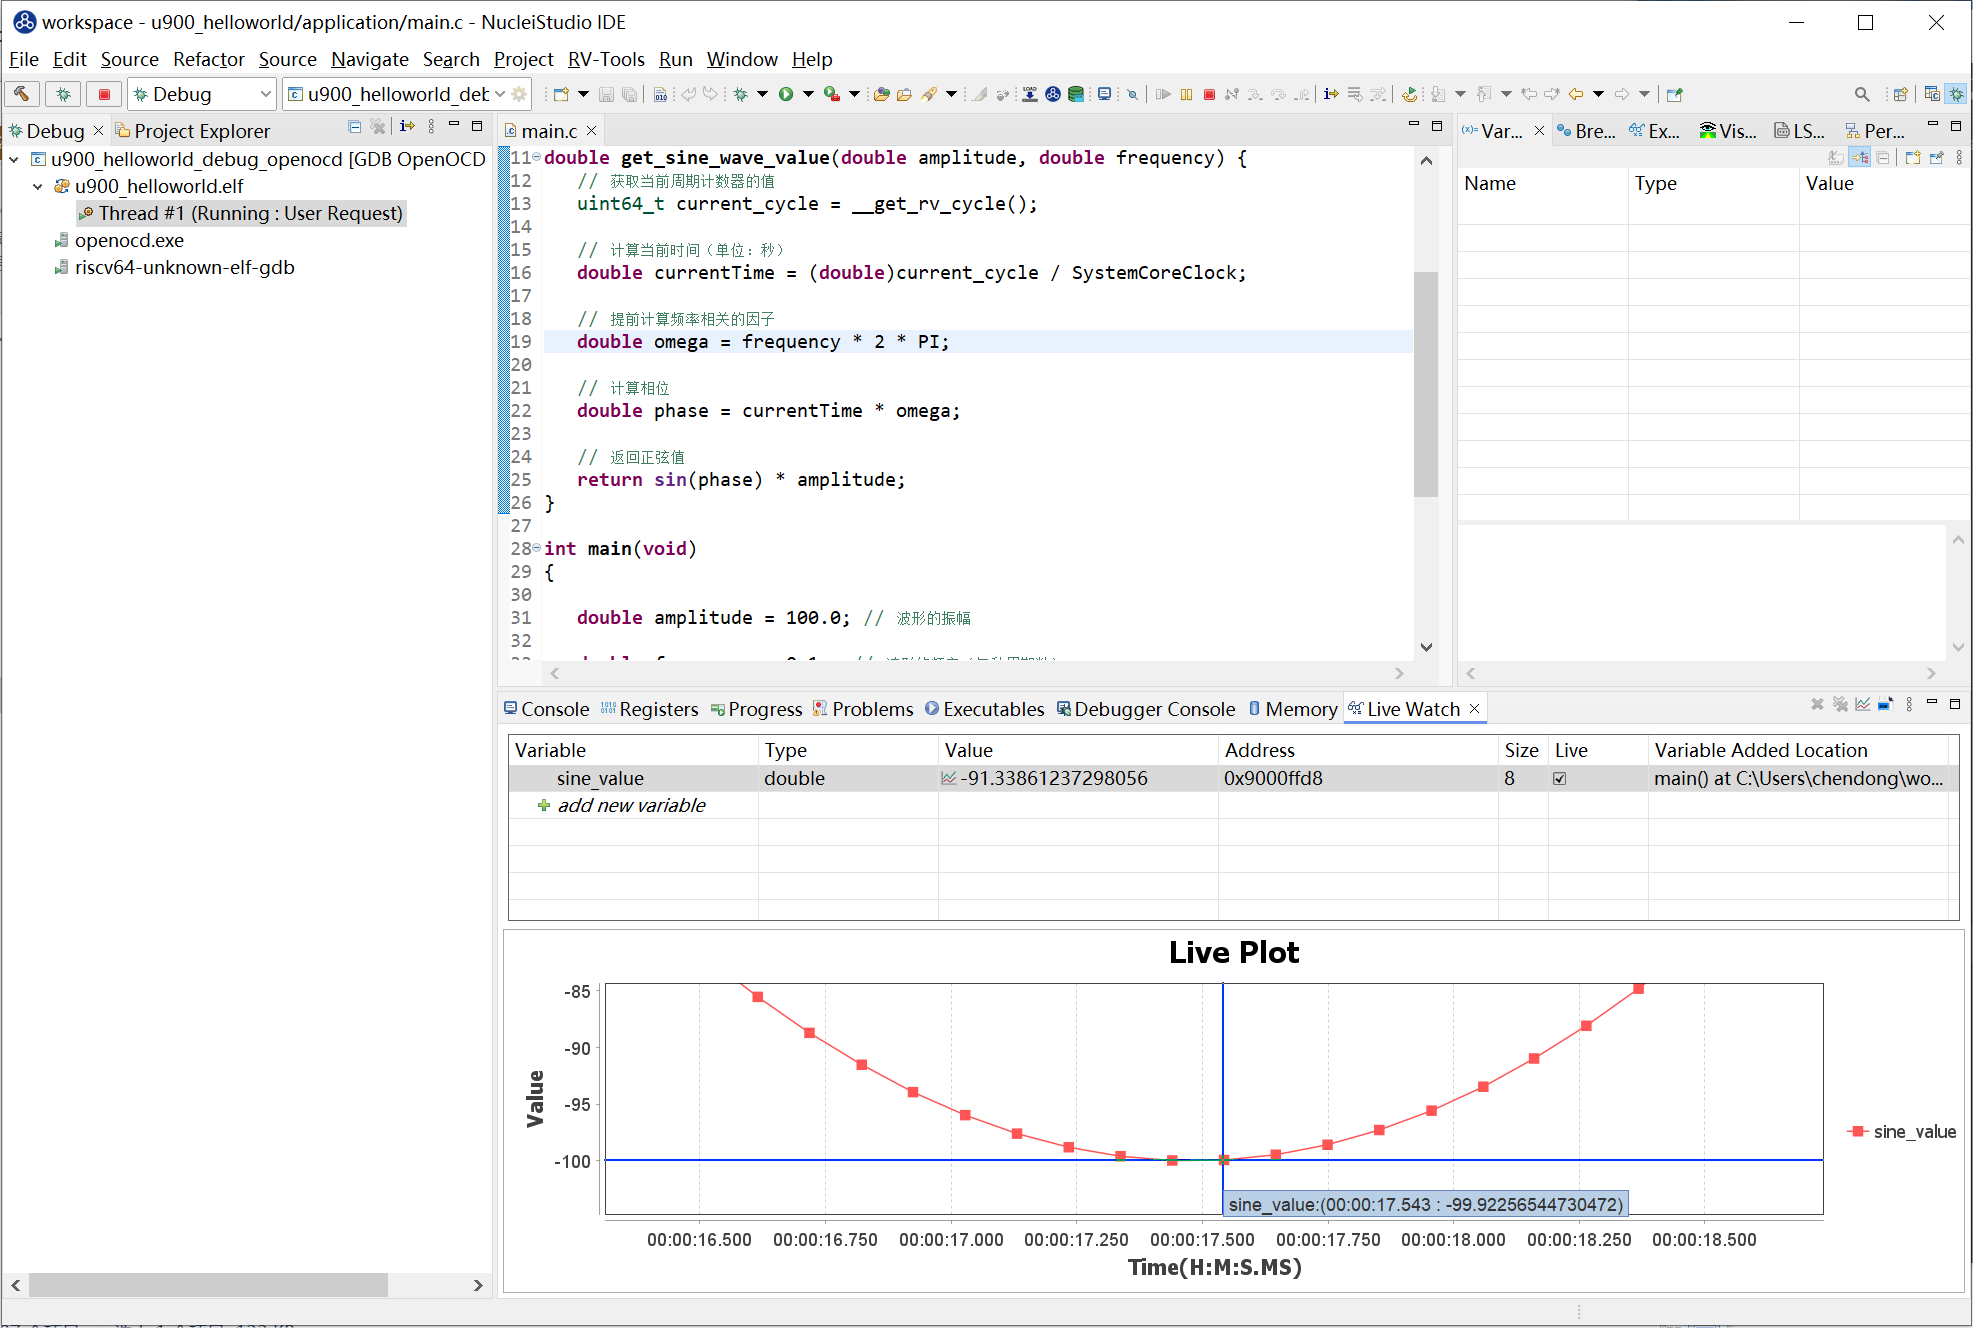 workspace - u900_helloworld/application/main.c - NucleiStudio IDE
File Edit Source Refactor Source Navigate Search Project RV-Tools Run Window Help
Debug u900_helloworld_deb
Debug Project Explorer
u900_helloworld_debug_openocd [GDB OpenOCD
u900_helloworld.elf
Thread #1 (Running : User Request)
openocd.exe
riscv64-unknown-elf-gdb
main.c
11 double get_sine_wave_value(double amplitude, double frequency) {
12 // 获取当前周期计数器的值
13 uint64_t current_cycle = __get_rv_cycle();
14
15 // 计算当前时间（单位：秒）
16 double currentTime = (double)current_cycle / SystemCoreClock;
17
18 // 提前计算频率相关的因子
19 double omega = frequency * 2 * PI;
20
21 // 计算相位
22 double phase = currentTime * omega;
23
24 // 返回正弦值
25 return sin(phase) * amplitude;
26 }
27
28 int main(void)
29 {
30
31 double amplitude = 100.0; // 波形的振幅
32
(x)= Var... Bre... Ex... Vis... LS... Per...
Name Type Value
Console Registers Progress Problems Executables Debugger Console Memory Live Watch
Variable Type Value Address Size Live Variable Added Location
sine_value double -91.33861237298056 0x9000ffd8 8 main() at C:\Users\chendong\wo...
add new variable
Live Plot
Value
-85
-90
-95
-100
sine_value
sine_value:(00:00:17.543 : -99.92256544730472)
00:00:16.500 00:00:16.750 00:00:17.000 00:00:17.250 00:00:17.500 00:00:17.750 00:00:18.000 00:00:18.250 00:00:18.500
Time(H:M:S.MS)